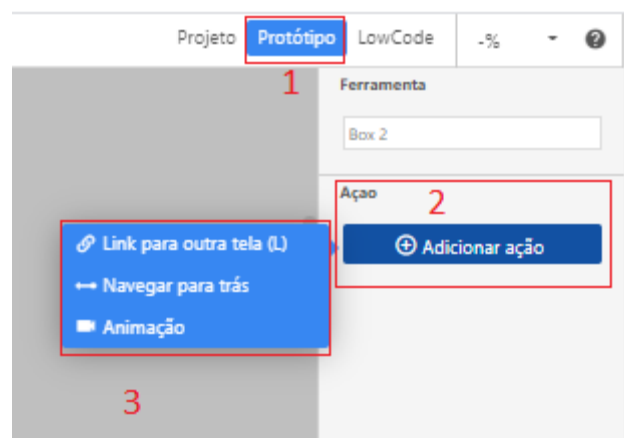 Projeto Protótipo LowCode -%
1
Ferramenta
Box 2
Açao
2
Adicionar ação
Link para outra tela (L)
Navegar para trás
Animação
3